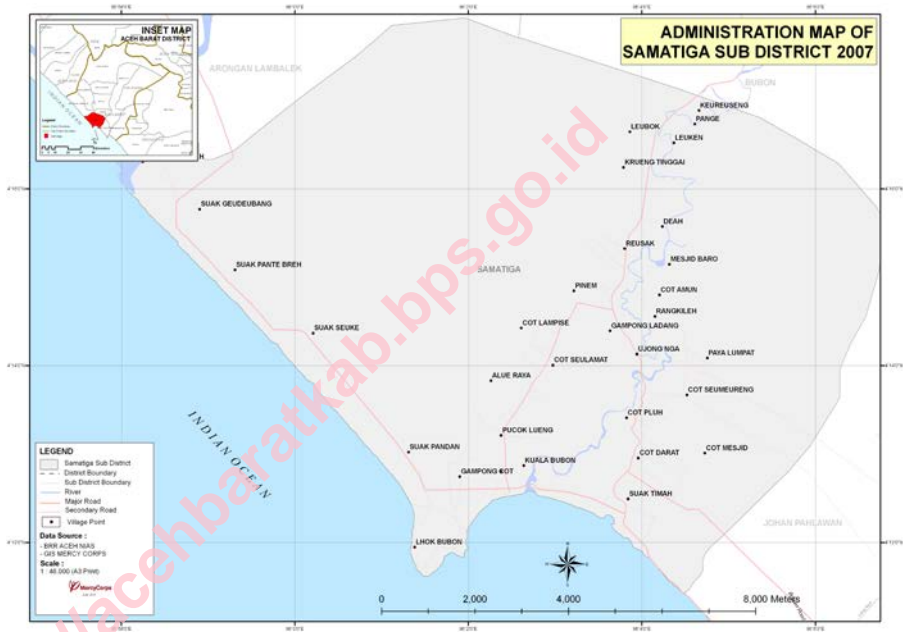 ADMINISTRATION MAP OF
SAMATIGA SUB DISTRICT 2007
INSET MAP
ACEH BARAT DISTRICT
INDIAN OCEAN
Legend
ARONGAN LAMBALEK
BUBON
KEUREUSENG
PANGE
LEUBOK
LEUKEN
KRUENG TINGGAI
SUAK GEUDEUBANG
DEAH
REUSAK
MESJID BARO
SUAK PANTE BREH
SAMATIGA
PINEM
COT AMUN
RANGKILEH
COT LAMPISE
GAMPONG LADANG
SUAK SEUKE
UJONG NGA
PAYA LUMPAT
COT SEULAMAT
ALUE RAYA
COT SEUMEURENG
COT PLUH
PUCOK LUENG
SUAK PANDAN
KUALA BUBON
COT DARAT
COT MESJID
GAMPONG COT
SUAK TIMAH
JOHAN PAHLAWAN
LHOK BUBON
INDIAN OCEAN
LEGEND
Samatiga Sub District
District Boundary
Sub District Boundary
River
Major Road
Secondary Road
Village Point
Data Source :
- BRR ACEH NIAS
- GIS MERCY CORPS
Scale :
1 : 46.000 (A3 Print)
MercyCorps
0 2,000 4,000 8,000 Meters
//acehbaratkab.bps.go.id